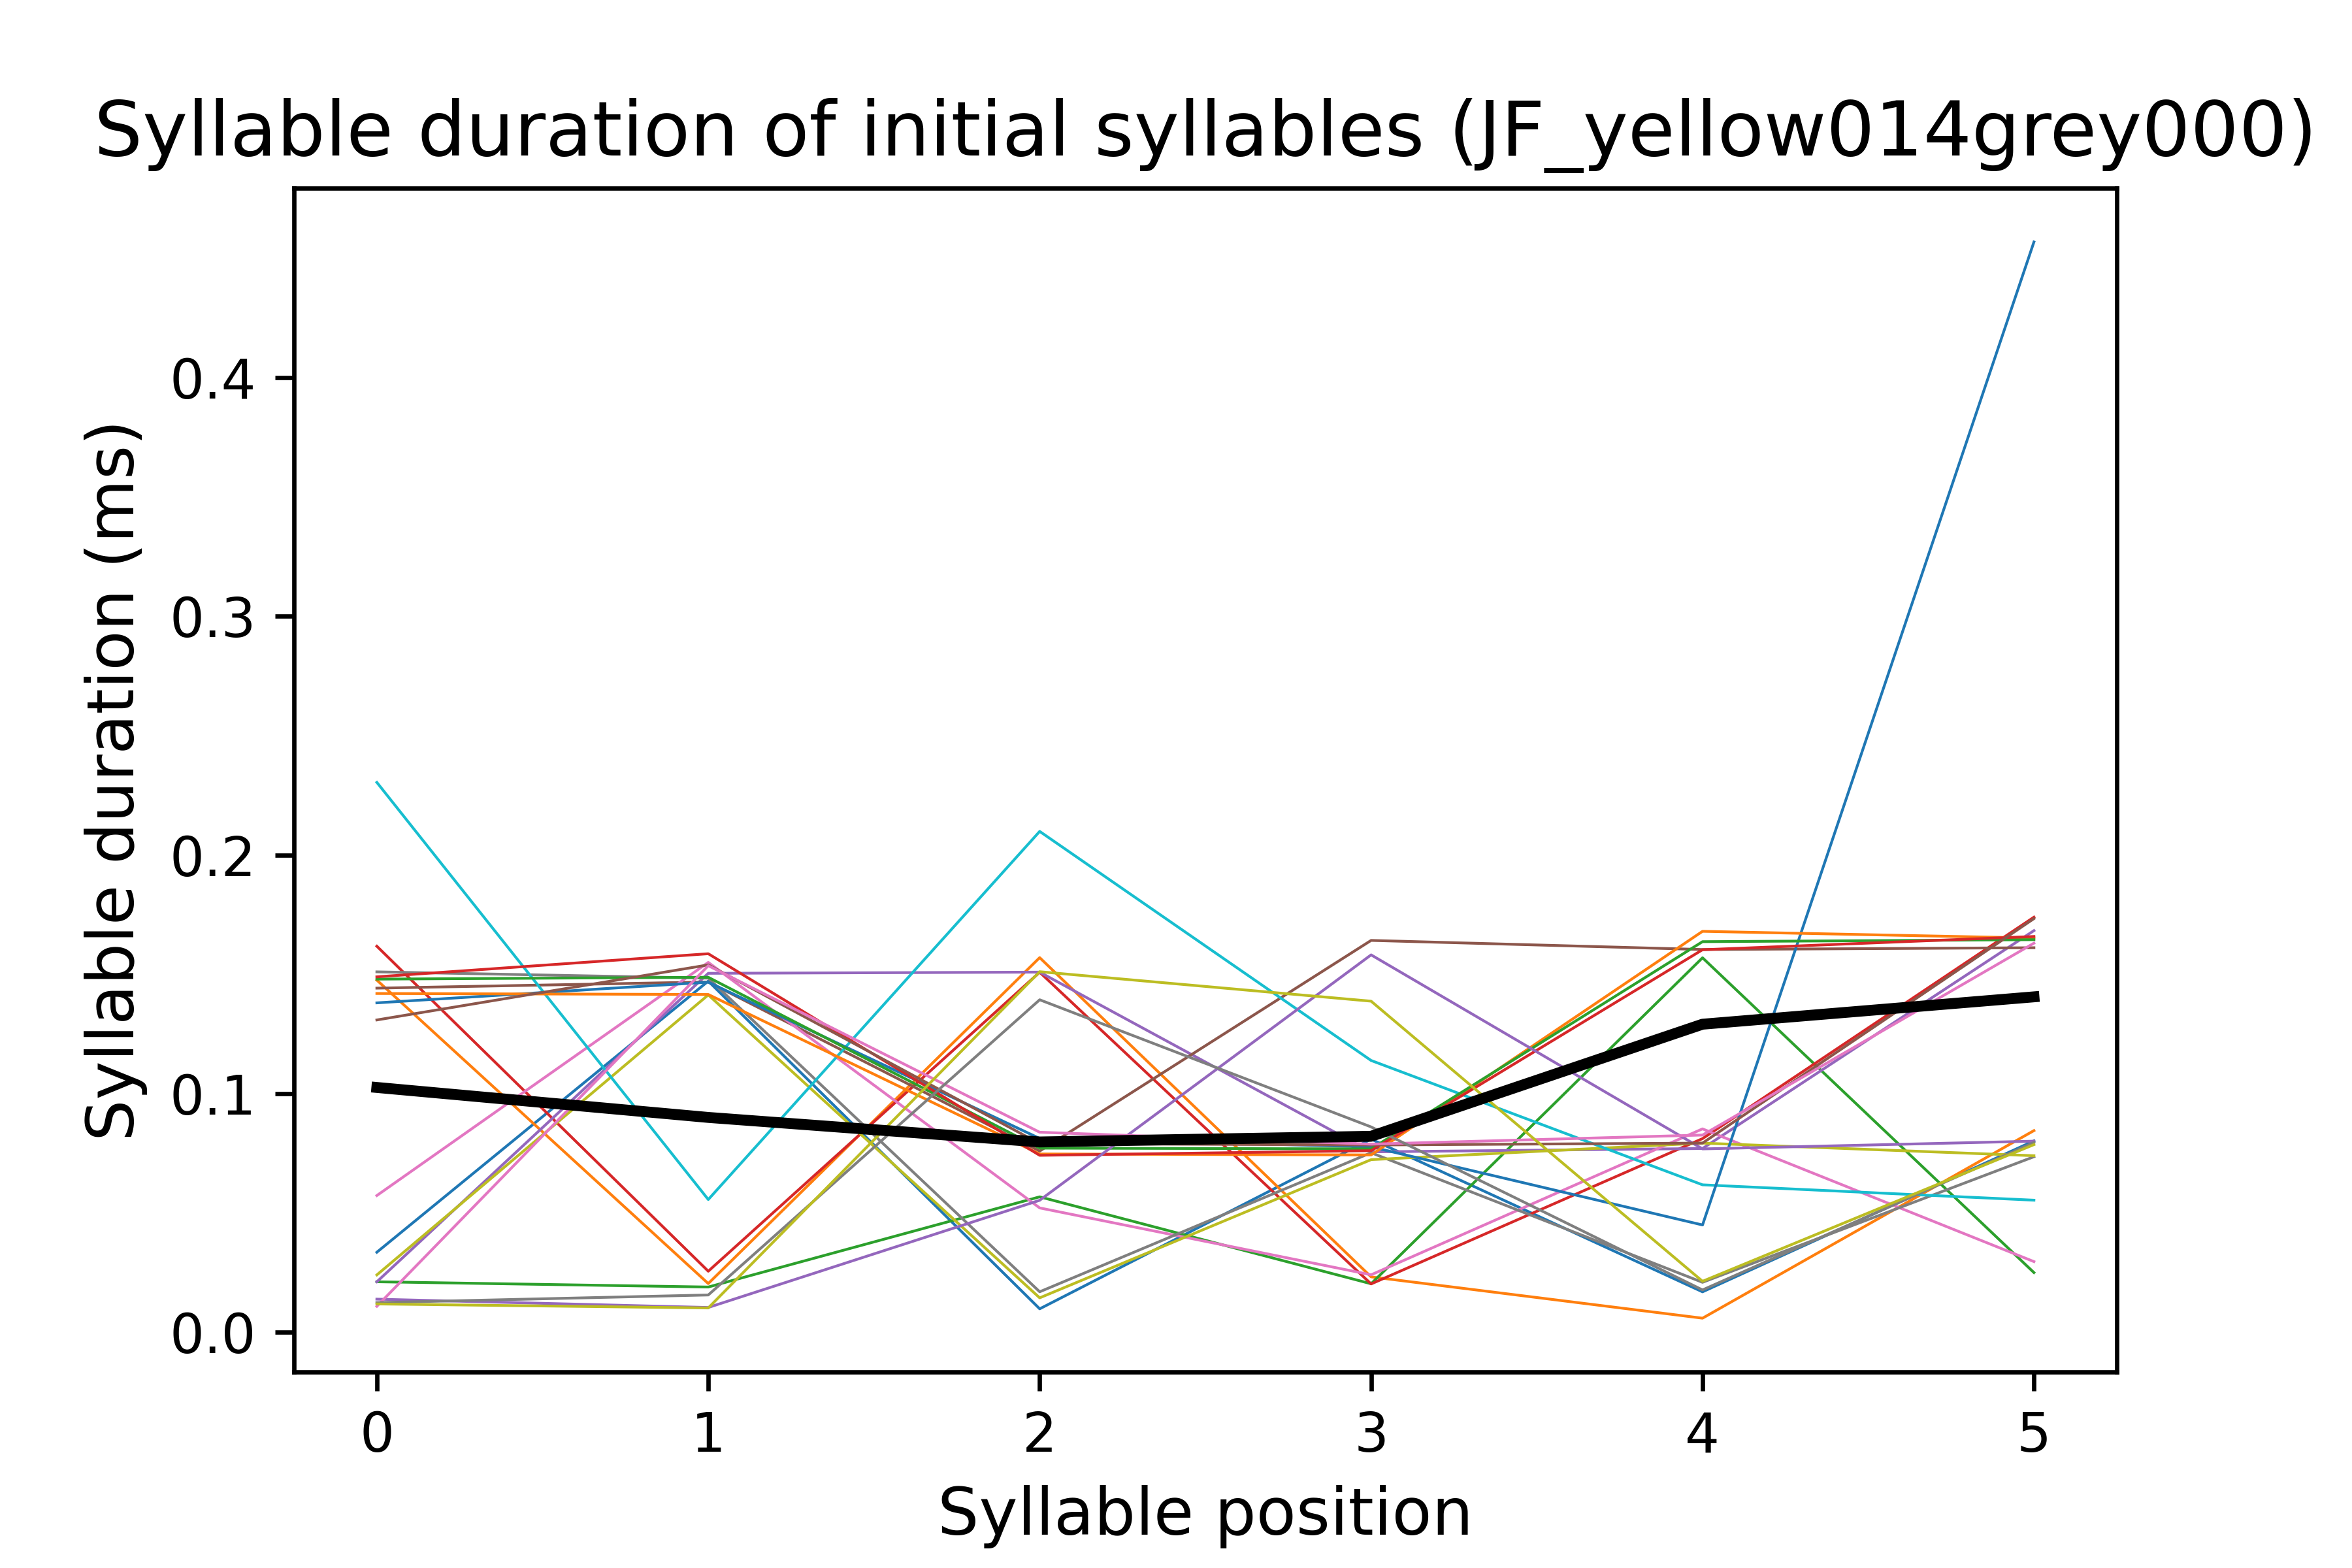 Syllable duration of initial syllables (JF_yellow014grey000)
Syllable duration (ms)
0.4
0.3
0.2
0.1
0.0
0 1 2 3 4 5
Syllable position